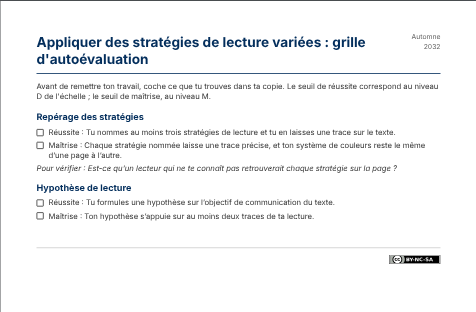 Appliquer des stratégies de lecture variées : grille
d'autoévaluation
Automne
2032
Avant de remettre ton travail, coche ce que tu trouves dans ta copie. Le seuil de réussite correspond au niveau
D de l'échelle ; le seuil de maîtrise, au niveau M.
Repérage des stratégies
Réussite : Tu nommes au moins trois stratégies de lecture et tu en laisses une trace sur le texte.
Maîtrise : Chaque stratégie nommée laisse une trace précise, et ton système de couleurs reste le même
d'une page à l'autre.
Pour vérifier : Est-ce qu'un lecteur qui ne te connaît pas retrouverait chaque stratégie sur la page ?
Hypothèse de lecture
Réussite : Tu formules une hypothèse sur l'objectif de communication du texte.
Maîtrise : Ton hypothèse s'appuie sur au moins deux traces de ta lecture.
cc BY-NC-SA